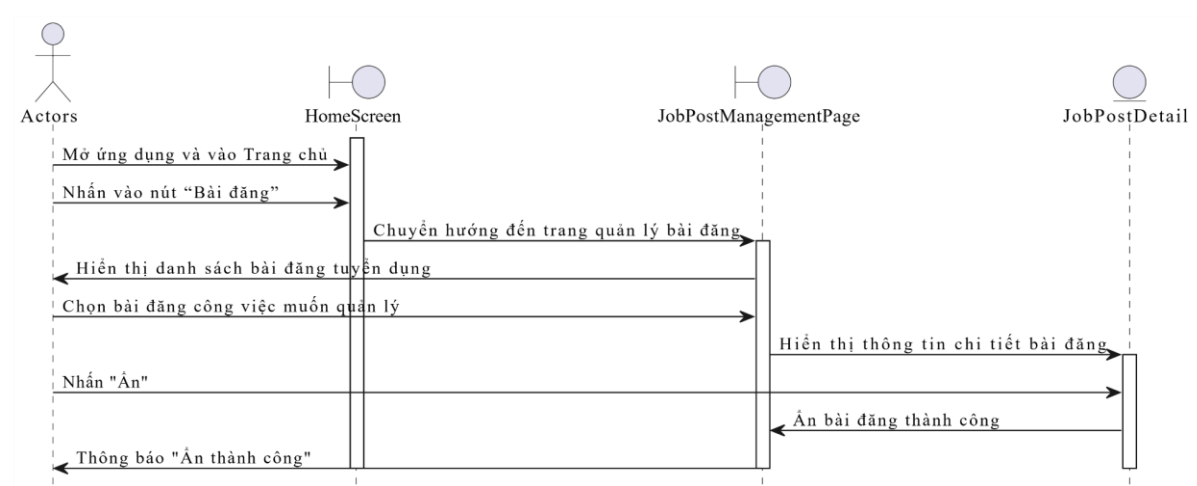 Actors
HomeScreen
JobPostManagementPage
JobPostDetail
Mở ứng dụng và vào Trang chủ
Nhấn vào nút “Bài đăng”
Chuyển hướng đến trang quản lý bài đăng
Hiển thị danh sách bài đăng tuyển dụng
Chọn bài đăng công việc muốn quản lý
Hiển thị thông tin chi tiết bài đăng
Nhấn "Ẩn"
Ẩn bài đăng thành công
Thông báo "Ẩn thành công"